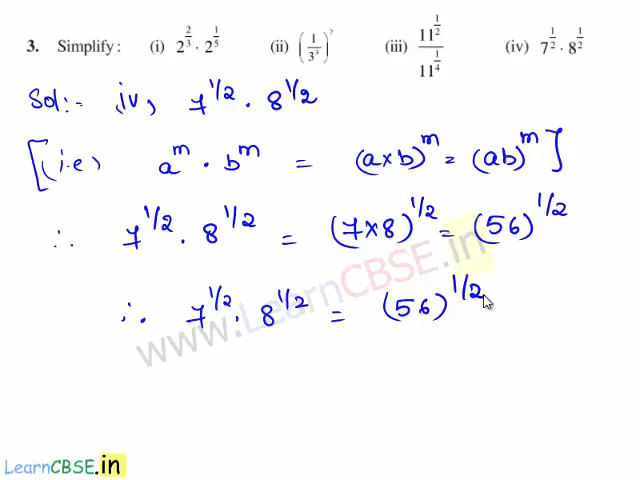 3. Simplify : (i) 2^(2/3) · 2^(1/5) (ii) (1/3^3)^7 (iii) 11^(1/2) / 11^(1/4) (iv) 7^(1/2) · 8^(1/2)
Sol:- iv, 7^1/2 · 8^1/2
[(i.e) a^m · b^m = (a×b)^m = (ab)^m]
∴ 7^1/2 · 8^1/2 = (7×8)^1/2 = (56)^1/2
∴ 7^1/2 · 8^1/2 = (56)^1/2
www.LearnCBSE.in
LearnCBSE.in